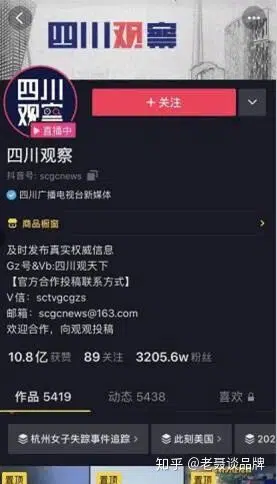 四川观察
四川
观察
直播中
+ 关注
四川观察
抖音号: scgcnews
四川广播电视台新媒体
商品橱窗
及时发布真实权威信息
Gz号&Vb:四川观天下
【官方合作投稿联系方式】
V信：sctvgcgzs
邮箱：scgcnews@163.com
欢迎合作，向观观投稿
10.8亿 获赞 89 关注 3205.6w 粉丝
作品 5419 动态 5438 喜欢
杭州女子失踪事件追踪 此刻美国 202
置顶 置顶 置顶
知乎 @老聂谈品牌